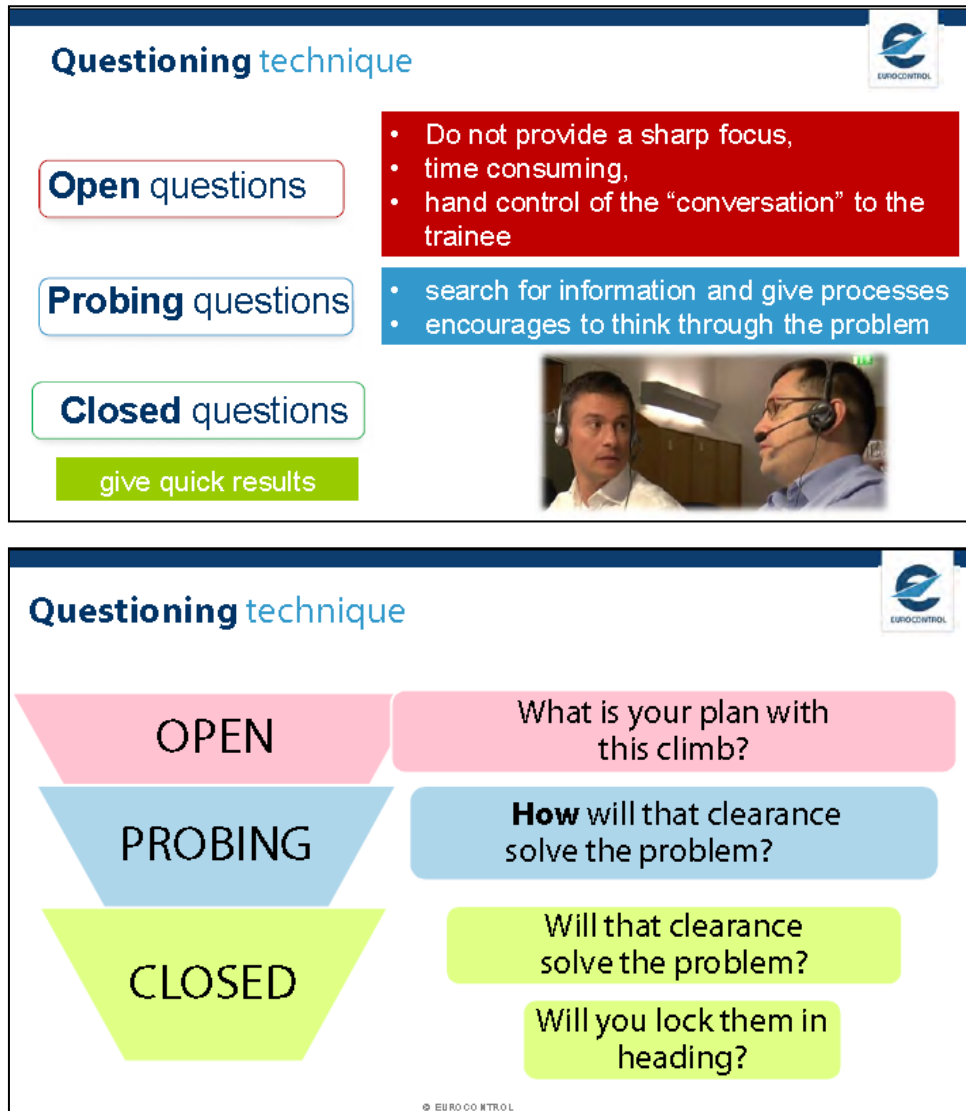 Questioning technique
EUROCONTROL
Open questions
• Do not provide a sharp focus,
• time consuming,
• hand control of the “conversation” to the
trainee
Probing questions
• search for information and give processes
• encourages to think through the problem
Closed questions
give quick results
Questioning technique
EUROCONTROL
OPEN
What is your plan with
this climb?
PROBING
How will that clearance
solve the problem?
CLOSED
Will that clearance
solve the problem?
Will you lock them in
heading?
© EUROCONTROL